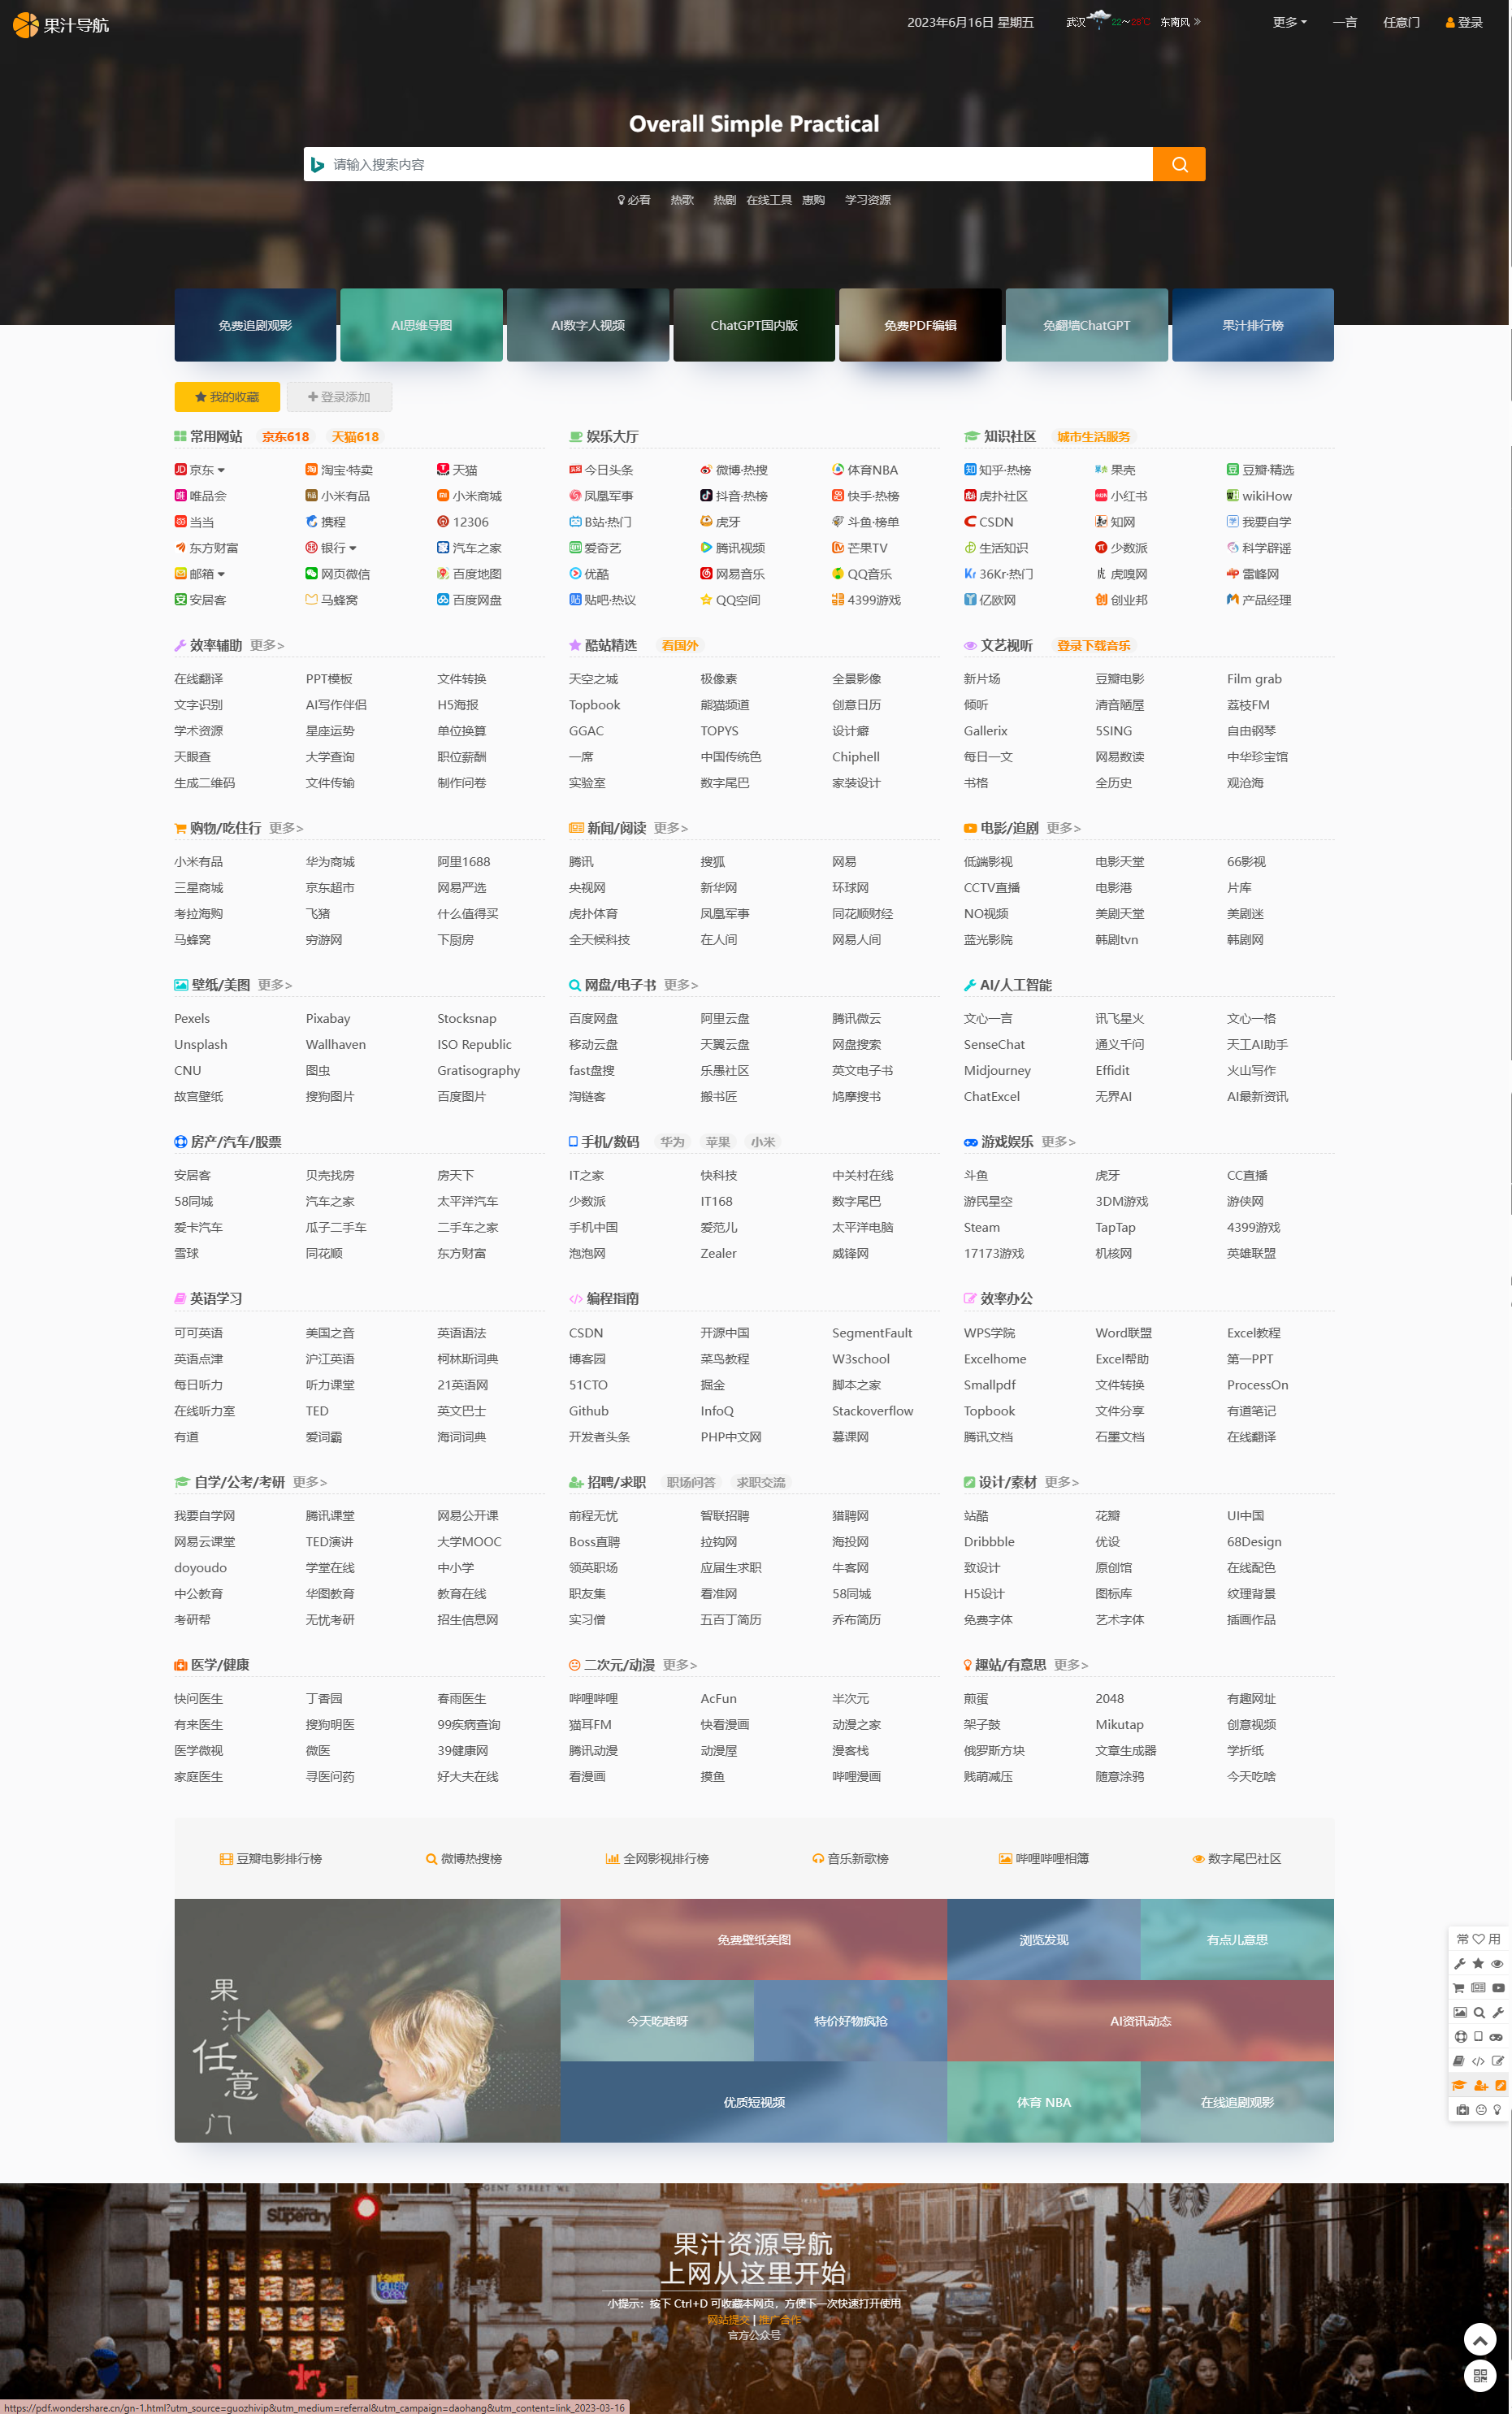 果汁导航
2023年6月16日 星期五 武汉 22～28℃ 东南风 更多 一言 任意门 登录
Overall Simple Practical
请输入搜索内容
必看 热歌 热剧 在线工具 惠购 学习资源
免费追剧观影 AI思维导图 AI数字人视频 ChatGPT国内版 免费PDF编辑 免翻墙ChatGPT 果汁排行榜
我的收藏 登录添加
常用网站 京东618 天猫618
京东 淘宝·特卖 天猫
唯品会 小米有品 小米商城
当当 携程 12306
东方财富 银行 汽车之家
邮箱 网页微信 百度地图
安居客 马蜂窝 百度网盘
娱乐大厅
今日头条 微博·热搜 体育NBA
凤凰军事 抖音·热榜 快手·热榜
B站·热门 虎牙 斗鱼·榜单
爱奇艺 腾讯视频 芒果TV
优酷 网易音乐 QQ音乐
贴吧·热议 QQ空间 4399游戏
知识社区 城市生活服务
知乎·热榜 果壳 豆瓣·精选
虎扑社区 小红书 wikiHow
CSDN 知网 我要自学
生活知识 少数派 科学辟谣
36Kr·热门 虎嗅网 雷峰网
亿欧网 创业邦 产品经理
效率辅助 更多>
在线翻译 PPT模板 文件转换
文字识别 AI写作伴侣 H5海报
学术资源 星座运势 单位换算
天眼查 大学查询 职位薪酬
生成二维码 文件传输 制作问卷
酷站精选 看国外
天空之城 极像素 全景影像
Topbook 熊猫频道 创意日历
GGAC TOPYS 设计癖
一席 中国传统色 Chiphell
实验室 数字尾巴 家装设计
文艺视听 登录下载音乐
新片场 豆瓣电影 Film grab
倾听 清音陋屋 荔枝FM
Gallerix 5SING 自由钢琴
每日一文 网易数读 中华珍宝馆
书格 全历史 观沧海
购物/吃住行 更多>
小米有品 华为商城 阿里1688
三星商城 京东超市 网易严选
考拉海购 飞猪 什么值得买
马蜂窝 穷游网 下厨房
新闻/阅读 更多>
腾讯 搜狐 网易
央视网 新华网 环球网
虎扑体育 凤凰军事 同花顺财经
全天候科技 在人间 网易人间
电影/追剧 更多>
低端影视 电影天堂 66影视
CCTV直播 电影港 片库
NO视频 美剧天堂 美剧迷
蓝光影院 韩剧tvn 韩剧网
壁纸/美图 更多>
Pexels Pixabay Stocksnap
Unsplash Wallhaven ISO Republic
CNU 图虫 Gratisography
故宫壁纸 搜狗图片 百度图片
网盘/电子书 更多>
百度网盘 阿里云盘 腾讯微云
移动云盘 天翼云盘 网盘搜索
fast盘搜 乐愚社区 英文电子书
淘链客 搬书匠 鸠摩搜书
AI/人工智能
文心一言 讯飞星火 文心一格
SenseChat 通义千问 天工AI助手
Midjourney Effidit 火山写作
ChatExcel 无界AI AI最新资讯
房产/汽车/股票
安居客 贝壳找房 房天下
58同城 汽车之家 太平洋汽车
爱卡汽车 瓜子二手车 二手车之家
雪球 同花顺 东方财富
手机/数码 华为 苹果 小米
IT之家 快科技 中关村在线
少数派 IT168 数字尾巴
手机中国 爱范儿 太平洋电脑
泡泡网 Zealer 威锋网
游戏娱乐 更多>
斗鱼 虎牙 CC直播
游民星空 3DM游戏 游侠网
Steam TapTap 4399游戏
17173游戏 机核网 英雄联盟
英语学习
可可英语 美国之音 英语语法
英语点津 沪江英语 柯林斯词典
每日听力 听力课堂 21英语网
在线听力室 TED 英文巴士
有道 爱词霸 海词词典
编程指南
CSDN 开源中国 SegmentFault
博客园 菜鸟教程 W3school
51CTO 掘金 脚本之家
Github InfoQ Stackoverflow
开发者头条 PHP中文网 慕课网
效率办公
WPS学院 Word联盟 Excel教程
Excelhome Excel帮助 第一PPT
Smallpdf 文件转换 ProcessOn
Topbook 文件分享 有道笔记
腾讯文档 石墨文档 在线翻译
自学/公考/考研 更多>
我要自学网 腾讯课堂 网易公开课
网易云课堂 TED演讲 大学MOOC
doyoudo 学堂在线 中小学
中公教育 华图教育 教育在线
考研帮 无忧考研 招生信息网
招聘/求职 职场问答 求职交流
前程无忧 智联招聘 猎聘网
Boss直聘 拉钩网 海投网
领英职场 应届生求职 牛客网
职友集 看准网 58同城
实习僧 五百丁简历 乔布简历
设计/素材 更多>
站酷 花瓣 UI中国
Dribbble 优设 68Design
致设计 原创馆 在线配色
H5设计 图标库 纹理背景
免费字体 艺术字体 插画作品
医学/健康
快问医生 丁香园 春雨医生
有来医生 搜狗明医 99疾病查询
医学微视 微医 39健康网
家庭医生 寻医问药 好大夫在线
二次元/动漫 更多>
哔哩哔哩 AcFun 半次元
猫耳FM 快看漫画 动漫之家
腾讯动漫 动漫屋 漫客栈
看漫画 摸鱼 哔哩漫画
趣站/有意思 更多>
煎蛋 2048 有趣网址
架子鼓 Mikutap 创意视频
俄罗斯方块 文章生成器 学折纸
贱萌减压 随意涂鸦 今天吃啥
豆瓣电影排行榜 微博热搜榜 全网影视排行榜 音乐新歌榜 哔哩哔哩相簿 数字尾巴社区
果汁任意门
免费壁纸美图 浏览发现 有点儿意思
今天吃啥呀 特价好物疯抢 AI资讯动态
优质短视频 体育 NBA 在线追剧观影
常 用
Superdry
果汁资源导航
上网从这里开始
小提示：按下 Ctrl+D 可收藏本网页，方便下一次快速打开使用
网站提交 | 推广合作
官方公众号
https://pdf.wondershare.cn/gn-1.html?utm_source=guozhivip&utm_medium=referral&utm_campaign=daohang&utm_content=link_2023-03-16